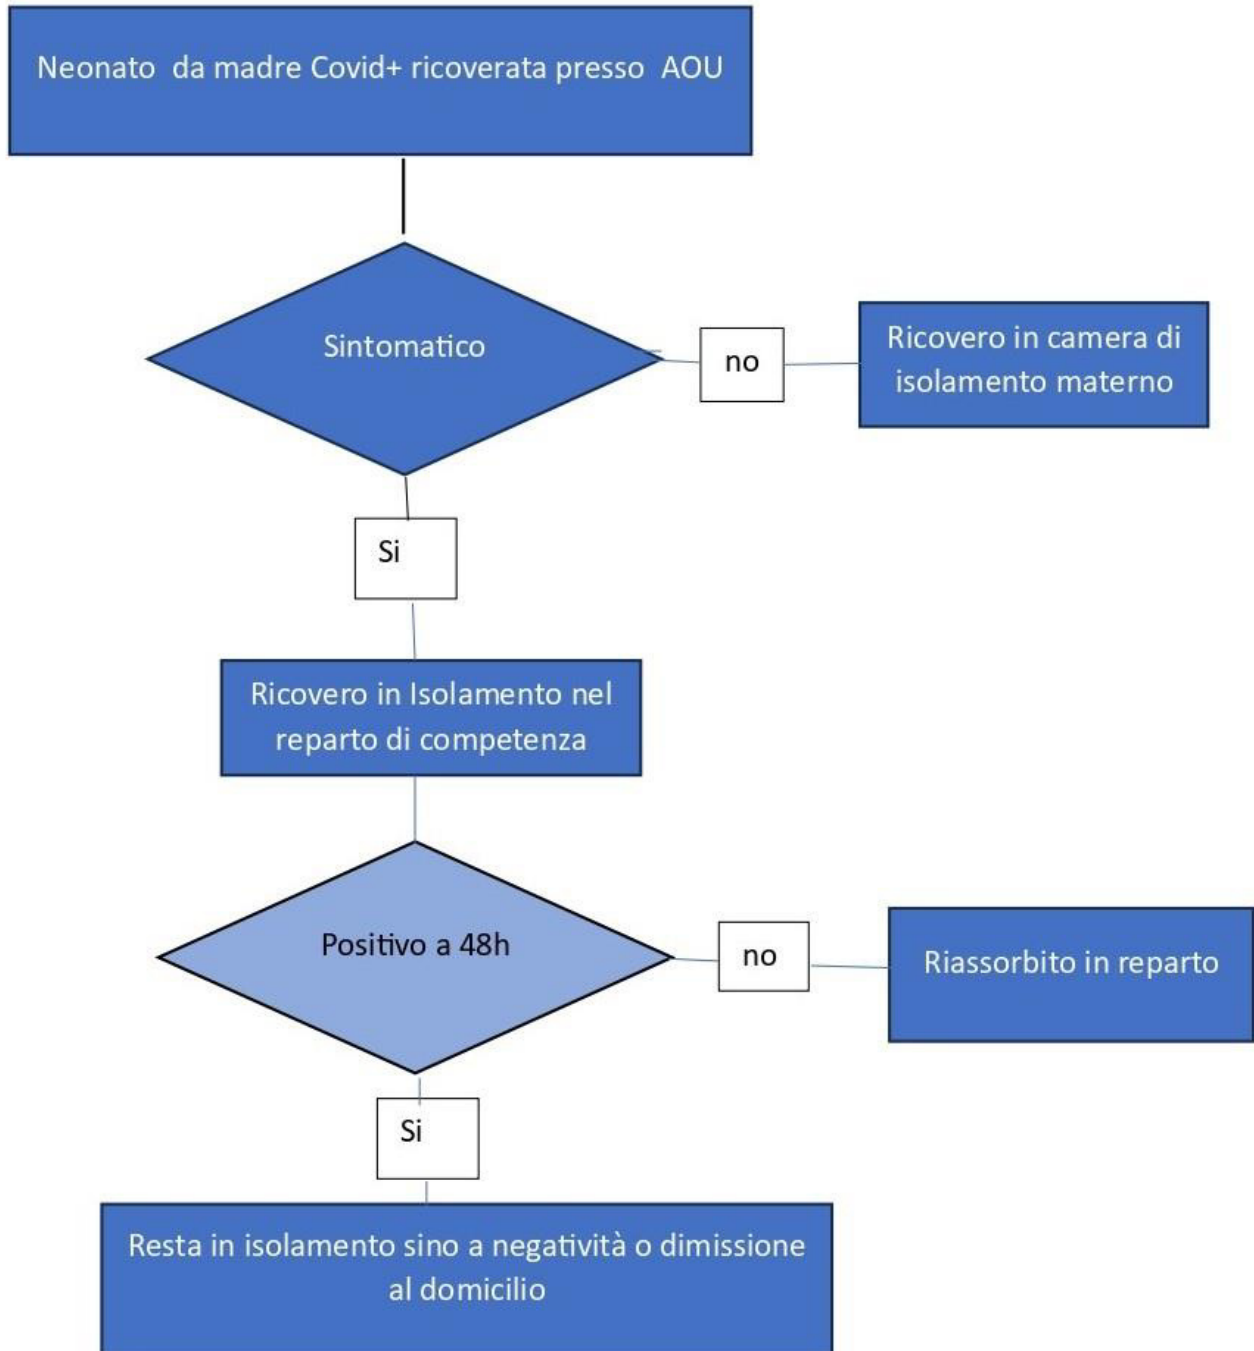 Neonato da madre Covid+ ricoverata presso AOU
Sintomatico
no
Ricovero in camera di
isolamento materno
Si
Ricovero in Isolamento nel
reparto di competenza
Positivo a 48h
no
Riassorbito in reparto
Si
Resta in isolamento sino a negatività o dimissione
al domicilio